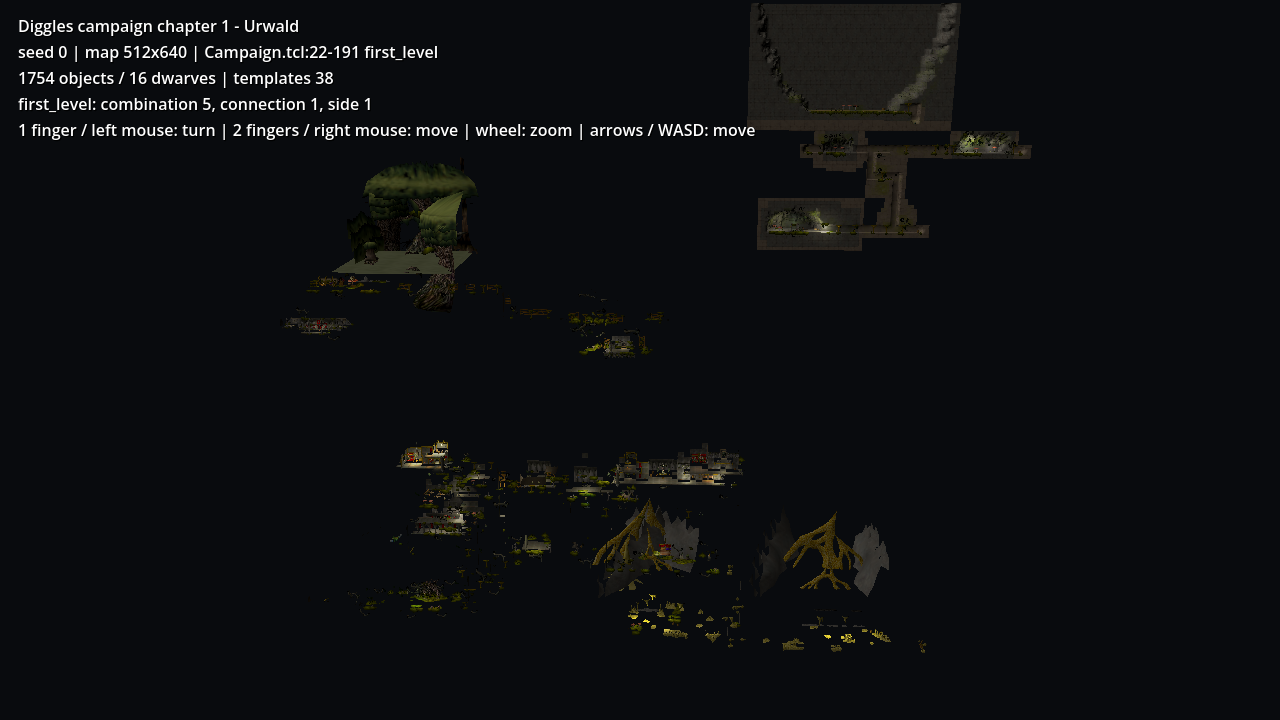 Diggles campaign chapter 1 - Urwald
seed 0 | map 512x640 | Campaign.tcl:22-191 first_level
1754 objects / 16 dwarves | templates 38
first_level: combination 5, connection 1, side 1
1 finger / left mouse: turn | 2 fingers / right mouse: move | wheel: zoom | arrows / WASD: move